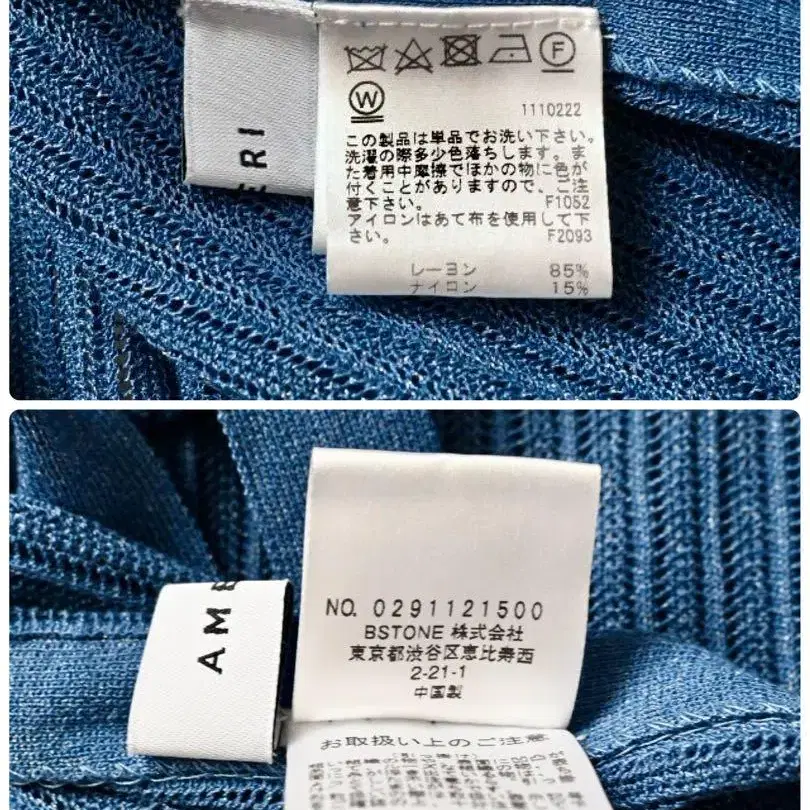 ERI
F
W
1110222
この製品は単品でお洗い下さい。
洗濯の際多少色落ちします。ま
た着用中摩擦でほかの物に色が
付くことがありますので、ご注
意下さい。 F1052
アイロンはあて布を使用して下
さい。 F2093
レーヨン 85%
ナイロン 15%
AME
NO. 0291121500
BSTONE 株式会社
東京都渋谷区恵比寿西
2-21-1
中国製
お取扱い上のご注意